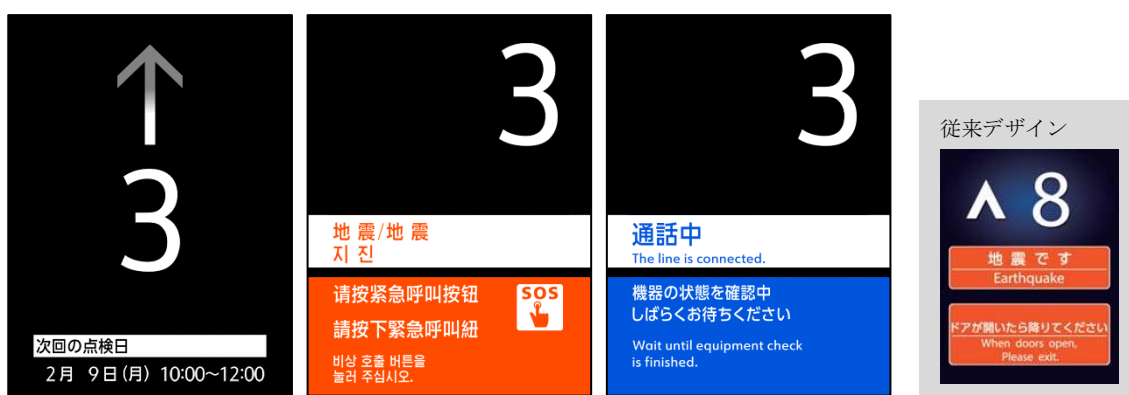 ↑
3
次回の点検日
2月 9日(月) 10:00~12:00
3
地震/地震
지진
请按紧急呼叫按钮
請按下緊急呼叫紐
비상 호출 버튼을
눌러 주십시오.
SOS
3
通話中
The line is connected.
機器の状態を確認中
しばらくお待ちください
Wait until equipment check
is finished.
従来デザイン
∧ 8
地震です
Earthquake
ドアが開いたら降りてください
When doors open,
Please exit.